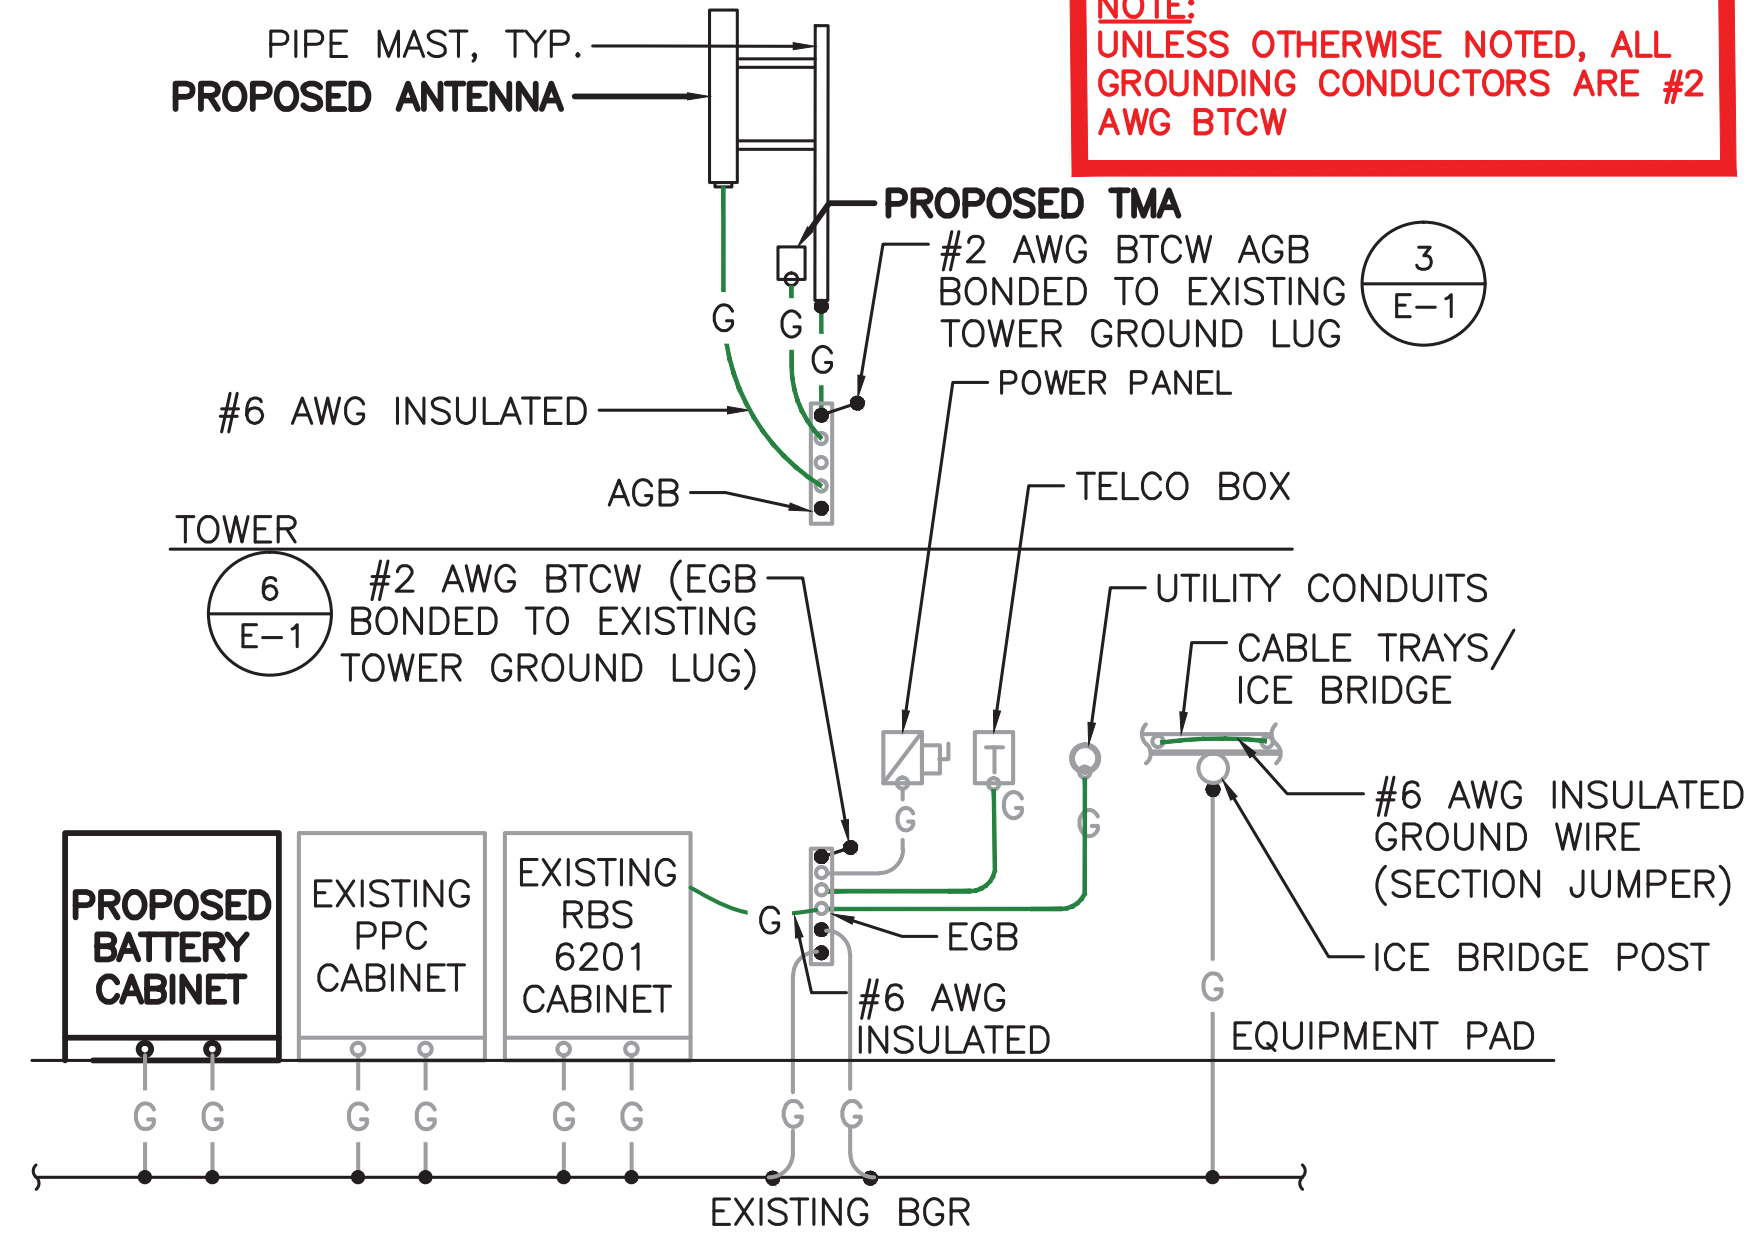 PIPE MAST, TYP.
PROPOSED ANTENNA
NOTE:
UNLESS OTHERWISE NOTED, ALL
GROUNDING CONDUCTORS ARE #2
AWG BTCW
PROPOSED TMA
#2 AWG BTCW AGB
BONDED TO EXISTING
TOWER GROUND LUG
3
E-1
G
G
G
POWER PANEL
#6 AWG INSULATED
AGB
TELCO BOX
TOWER
6
E-1
#2 AWG BTCW (EGB
BONDED TO EXISTING
TOWER GROUND LUG)
UTILITY CONDUITS
CABLE TRAYS/
ICE BRIDGE
T
G
G
G
#6 AWG INSULATED
GROUND WIRE
(SECTION JUMPER)
PROPOSED
BATTERY
CABINET
EXISTING
PPC
CABINET
EXISTING
RBS
6201
CABINET
G
EGB
ICE BRIDGE POST
#6 AWG
INSULATED
G
EQUIPMENT PAD
G
G
G
G
G
G
G
G
EXISTING BGR